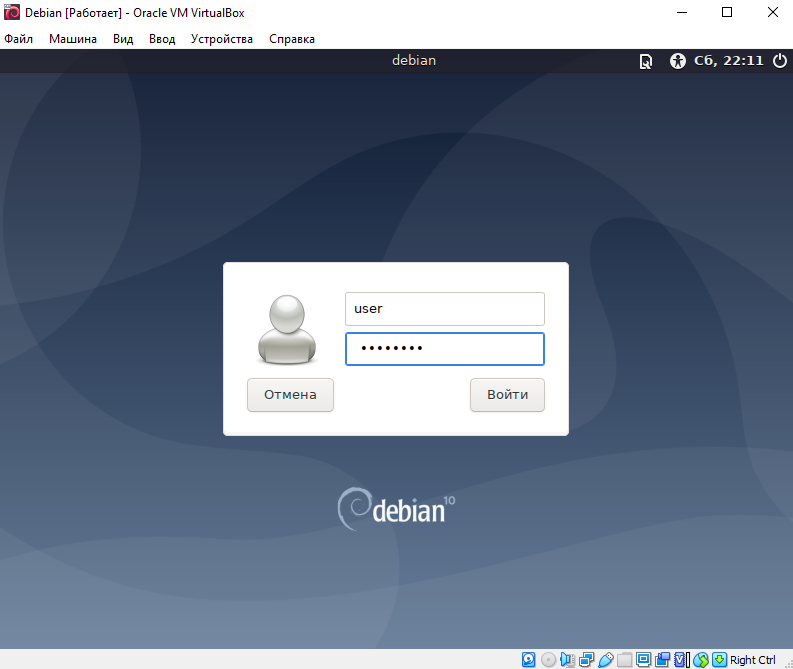 Debian [Работает] - Oracle VM VirtualBox
Файл Машина Вид Ввод Устройства Справка
debian Сб, 22:11
user
••••••••
Отмена Войти
debian 10
Right Ctrl